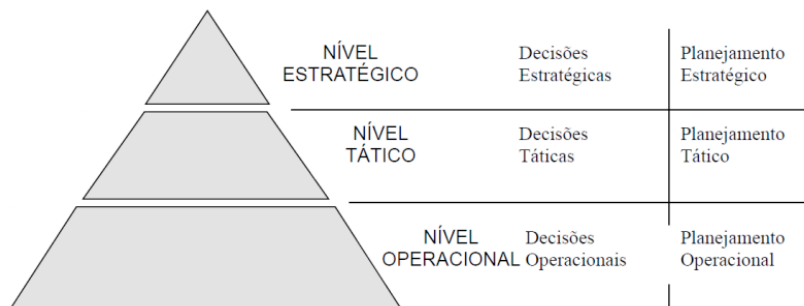 NÍVEL
ESTRATÉGICO
Decisões
Estratégicas
Planejamento
Estratégico
NÍVEL
TÁTICO
Decisões
Táticas
Planejamento
Tático
NÍVEL
OPERACIONAL
Decisões
Operacionais
Planejamento
Operacional